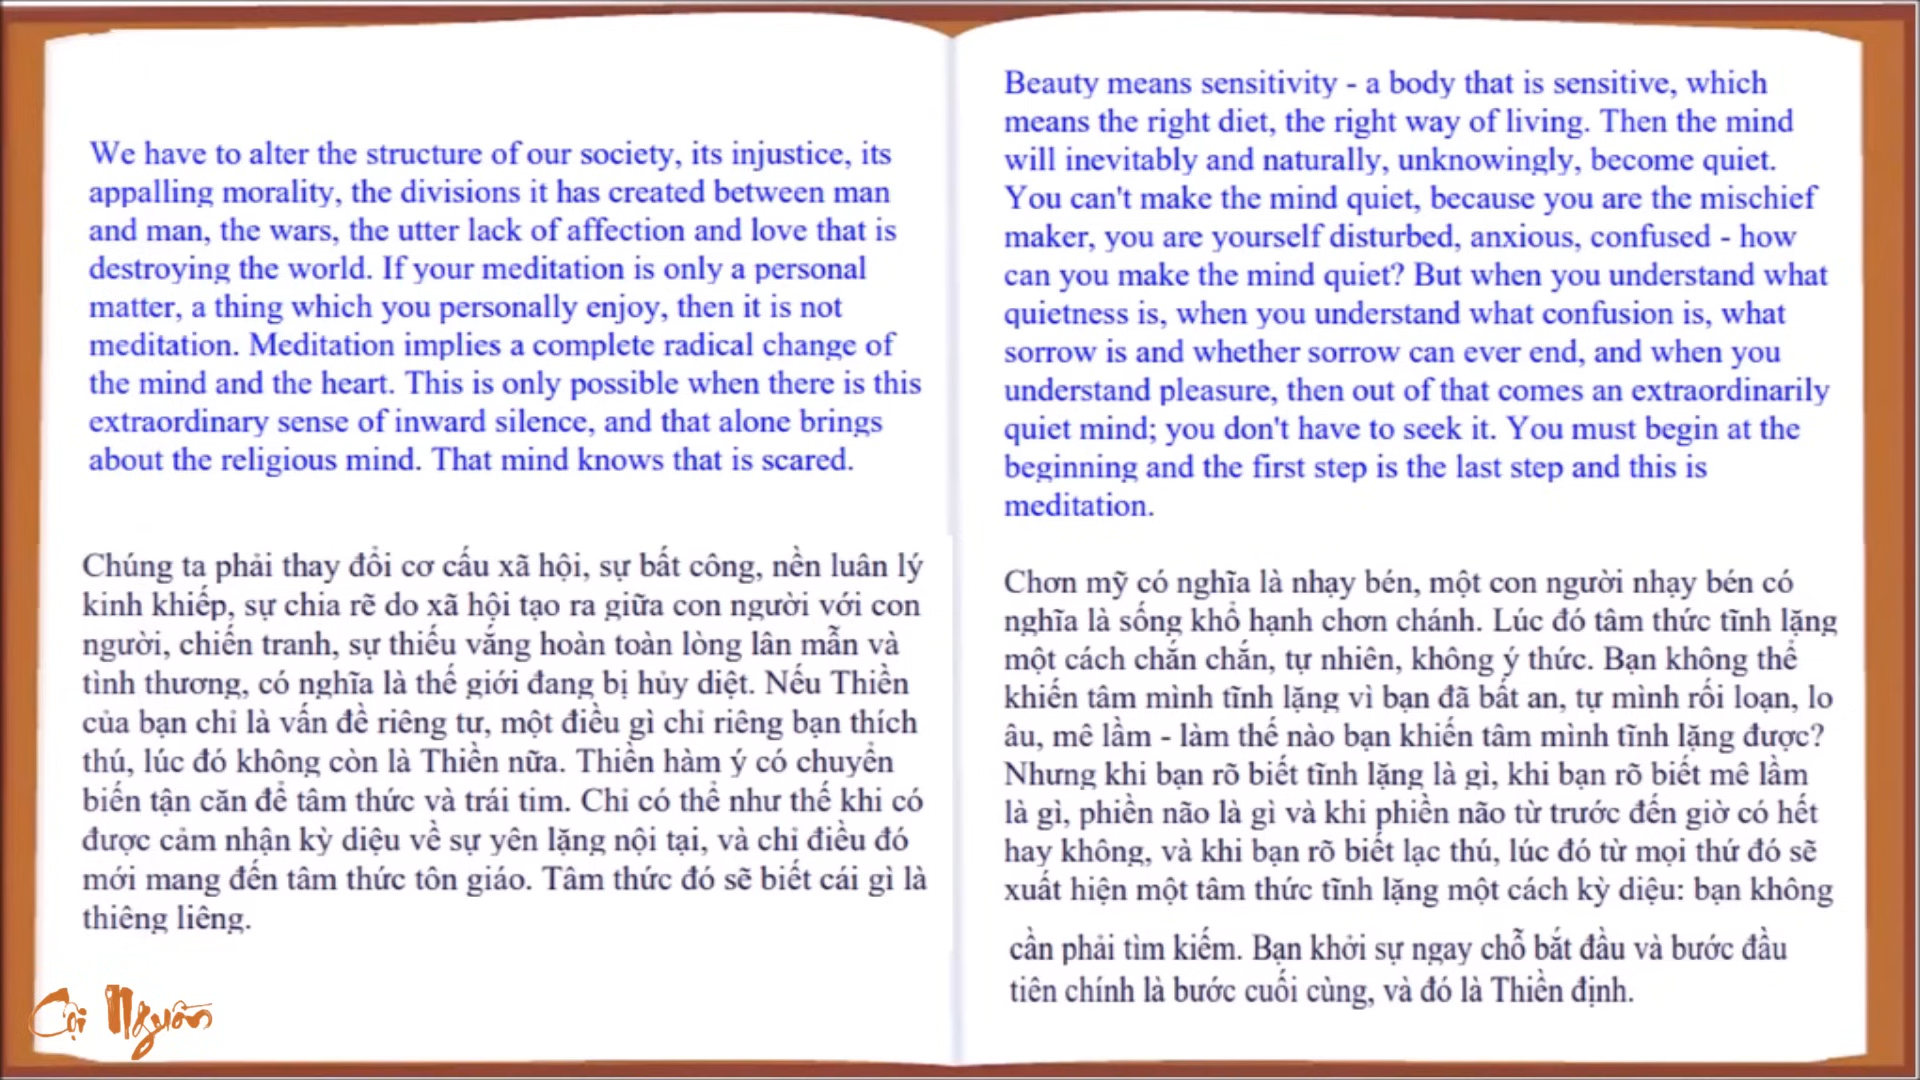 We have to alter the structure of our society, its injustice, its
appalling morality, the divisions it has created between man
and man, the wars, the utter lack of affection and love that is
destroying the world. If your meditation is only a personal
matter, a thing which you personally enjoy, then it is not
meditation. Meditation implies a complete radical change of
the mind and the heart. This is only possible when there is this
extraordinary sense of inward silence, and that alone brings
about the religious mind. That mind knows that is scared.
Chúng ta phải thay đổi cơ cấu xã hội, sự bất công, nền luân lý
kinh khiếp, sự chia rẽ do xã hội tạo ra giữa con người với con
người, chiến tranh, sự thiếu vắng hoàn toàn lòng lân mẫn và
tình thương, có nghĩa là thế giới đang bị hủy diệt. Nếu Thiền
của bạn chỉ là vấn đề riêng tư, một điều gì chỉ riêng bạn thích
thú, lúc đó không còn là Thiền nữa. Thiền hàm ý có chuyển
biến tận căn để tâm thức và trái tim. Chỉ có thể như thế khi có
được cảm nhận kỳ diệu về sự yên lặng nội tại, và chỉ điều đó
mới mang đến tâm thức tôn giáo. Tâm thức đó sẽ biết cái gì là
thiêng liêng.
Cội Nguồn
Beauty means sensitivity - a body that is sensitive, which
means the right diet, the right way of living. Then the mind
will inevitably and naturally, unknowingly, become quiet.
You can't make the mind quiet, because you are the mischief
maker, you are yourself disturbed, anxious, confused - how
can you make the mind quiet? But when you understand what
quietness is, when you understand what confusion is, what
sorrow is and whether sorrow can ever end, and when you
understand pleasure, then out of that comes an extraordinarily
quiet mind; you don't have to seek it. You must begin at the
beginning and the first step is the last step and this is
meditation.
Chơn mỹ có nghĩa là nhạy bén, một con người nhạy bén có
nghĩa là sống khổ hạnh chơn chánh. Lúc đó tâm thức tĩnh lặng
một cách chắn chắn, tự nhiên, không ý thức. Bạn không thể
khiến tâm mình tĩnh lặng vì bạn đã bất an, tự mình rối loạn, lo
âu, mê lầm - làm thế nào bạn khiến tâm mình tĩnh lặng được?
Nhưng khi bạn rõ biết tĩnh lặng là gì, khi bạn rõ biết mê lầm
là gì, phiền não là gì và khi phiền não từ trước đến giờ có hết
hay không, và khi bạn rõ biết lạc thú, lúc đó từ mọi thứ đó sẽ
xuất hiện một tâm thức tĩnh lặng một cách kỳ diệu: bạn không
cần phải tìm kiếm. Bạn khởi sự ngay chỗ bắt đầu và bước đầu
tiên chính là bước cuối cùng, và đó là Thiền định.